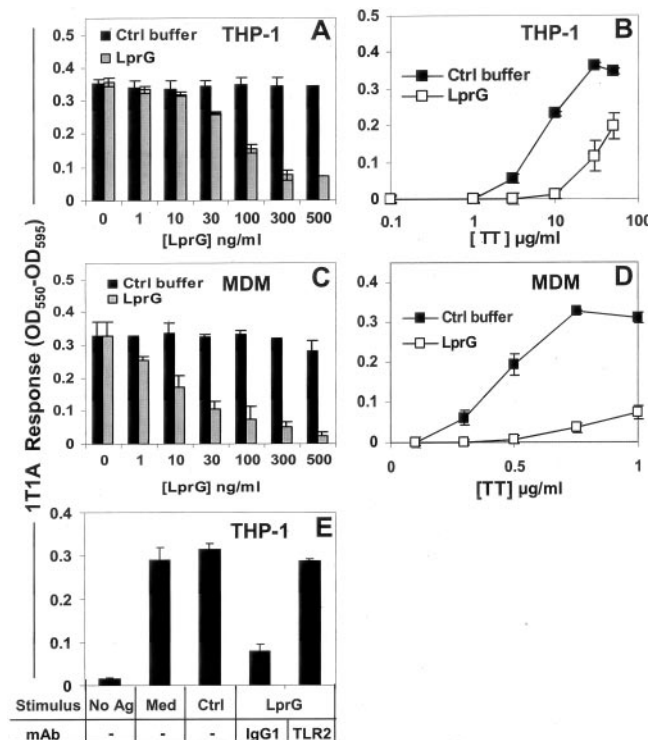 1T1A Response (OD550-OD595)
A
THP-1
Ctrl buffer
LprG
0.5
0.4
0.3
0.2
0.1
0
0 1 10 30 100 300 500
[LprG] ng/ml
B
THP-1
Ctrl buffer
LprG
0.4
0.3
0.2
0.1
0.0
0.1 1 10 100
[ TT ] µg/ml
C
MDM
Ctrl buffer
LprG
0.5
0.4
0.3
0.2
0.1
0
0 1 10 30 100 300 500
[LprG] ng/ml
D
MDM
Ctrl buffer
LprG
0.4
0.3
0.2
0.1
0
0 0.5 1
[TT] µg/ml
E
THP-1
0.4
0.3
0.2
0.1
0
Stimulus No Ag Med Ctrl LprG
mAb - - - IgG1 TLR2